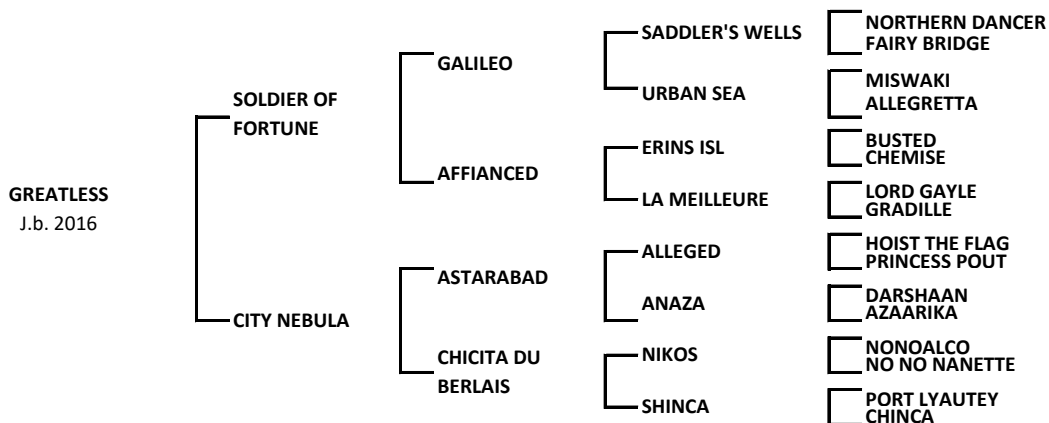 GREATLESS
J.b. 2016
SOLDIER OF
FORTUNE
CITY NEBULA
GALILEO
AFFIANCED
ASTARABAD
CHICITA DU
BERLAIS
SADDLER'S WELLS
URBAN SEA
ERINS ISL
LA MEILLEURE
ALLEGED
ANAZA
NIKOS
SHINCA
NORTHERN DANCER
FAIRY BRIDGE
MISWAKI
ALLEGRETTA
BUSTED
CHEMISE
LORD GAYLE
GRADILLE
HOIST THE FLAG
PRINCESS POUT
DARSHAAN
AZAARIKA
NONOALCO
NO NO NANETTE
PORT LYAUTEY
CHINCA